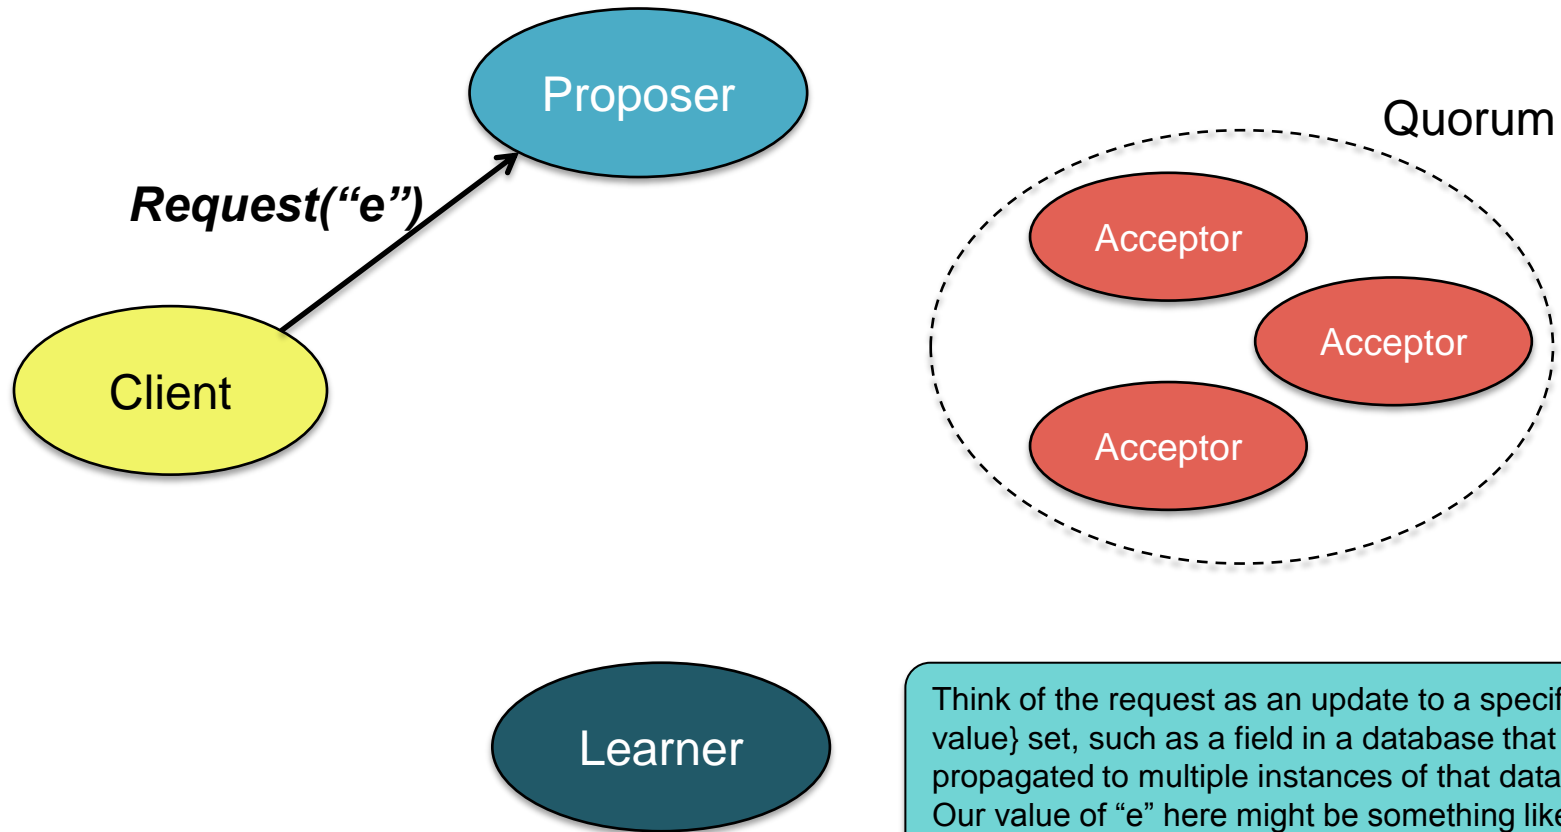 Proposer
Quorum
Request(“e”)
Acceptor
Acceptor
Client
Acceptor
Learner
Think of the request as an update to a
value} set, such as a field in a database that
propagated to multiple instances of that
Our value of “e” here might be something like